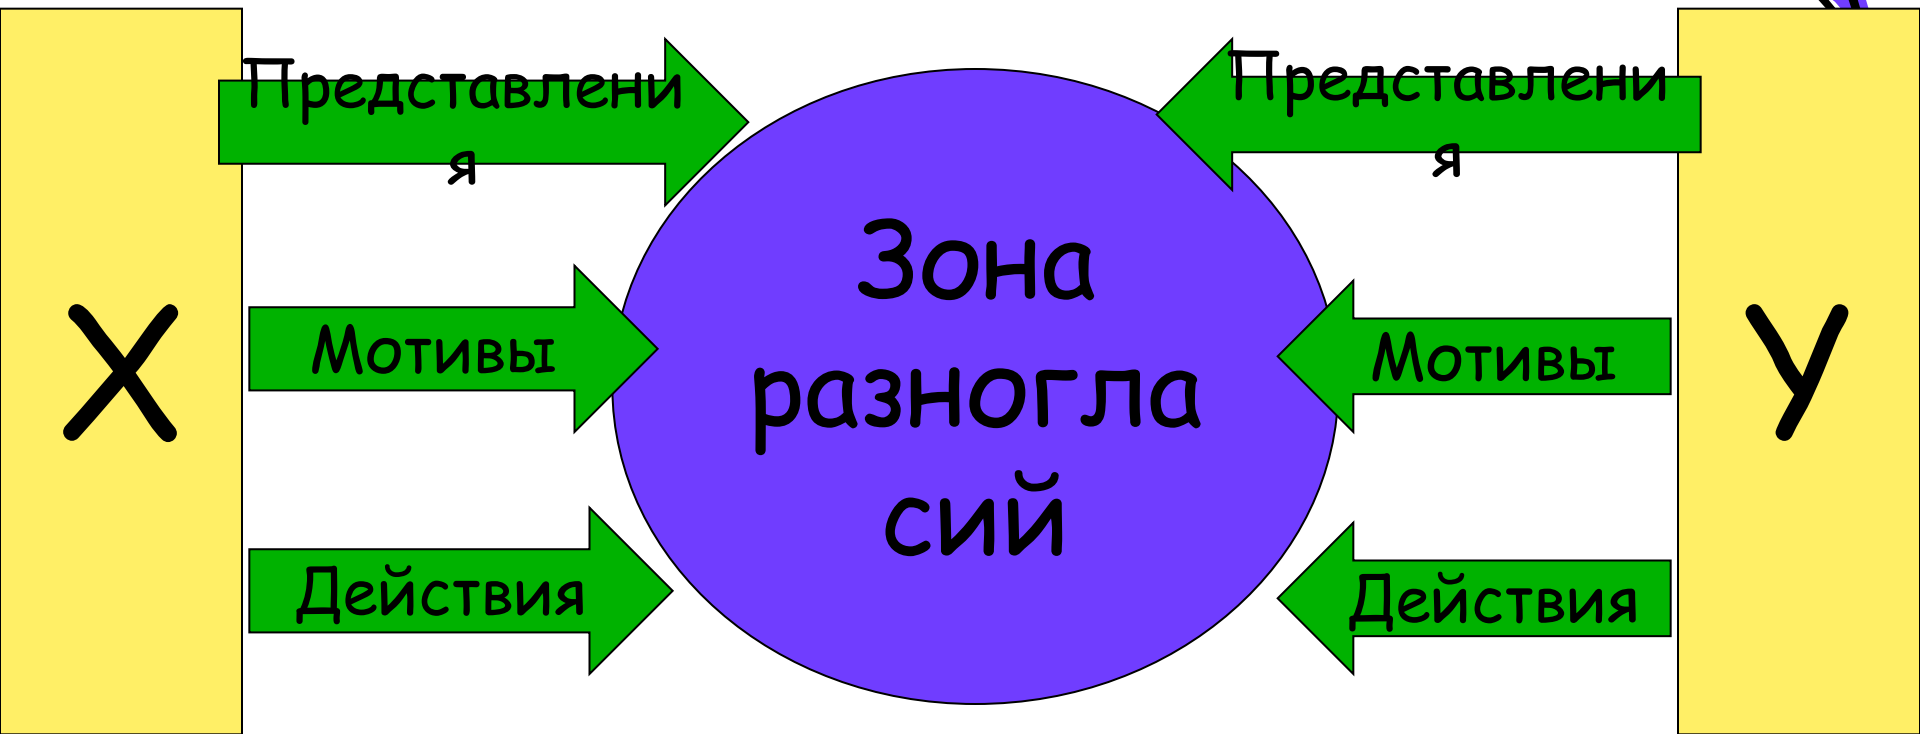 Представлени
я
Представлени
я
Х
Мотивы
Действия
Зона
разногла
сий
Мотивы
Действия
У